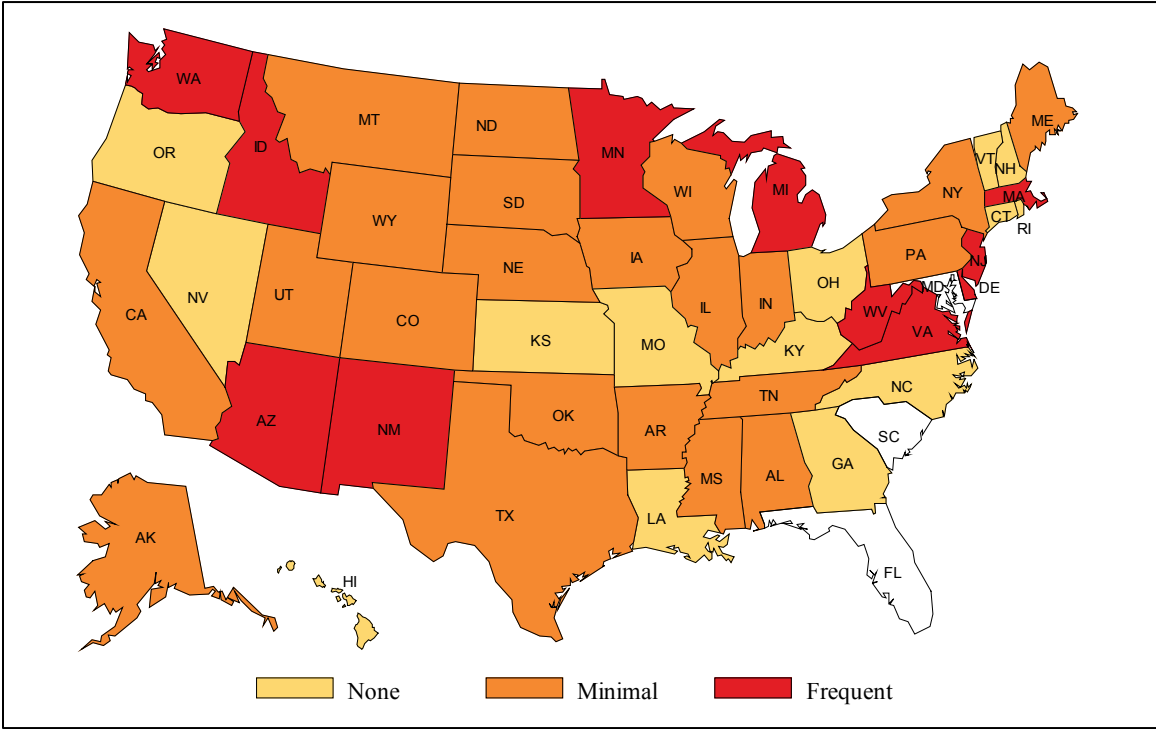 WA
MT
ND
MN
ME
OR
ID
VT
NH
WI
MI
NY
MA
SD
WY
CT
RI
IA
PA
NJ
NE
OH
MD
DE
NV
UT
IL
IN
CA
CO
WV
VA
KS
MO
KY
NC
TN
AZ
NM
OK
AR
SC
GA
MS
AL
TX
LA
AK
FL
HI
None
Minimal
Frequent